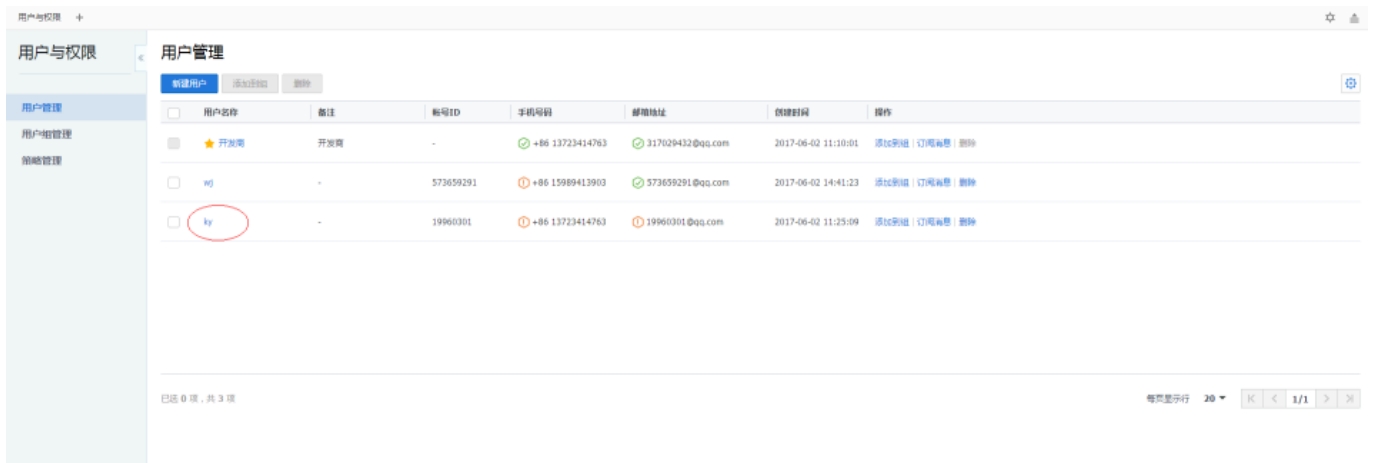 用户与权限 +
用户与权限 «
用户管理
用户组管理
策略管理
用户管理
新建用户 添加到组 删除
用户名称 备注 帐号ID 手机号码 邮箱地址 创建时间 操作
开发商 开发商 - +86 13723414763 317029432@qq.com 2017-06-02 11:10:01 添加到组 | 订阅消息 | 删除
wj - 573659291 +86 15989413903 573659291@qq.com 2017-06-02 14:41:23 添加到组 | 订阅消息 | 删除
ky - 19960301 +86 13723414763 19960301@qq.com 2017-06-02 11:25:09 添加到组 | 订阅消息 | 删除
已选 0 项 , 共 3 项 每页显示行 20 1/1